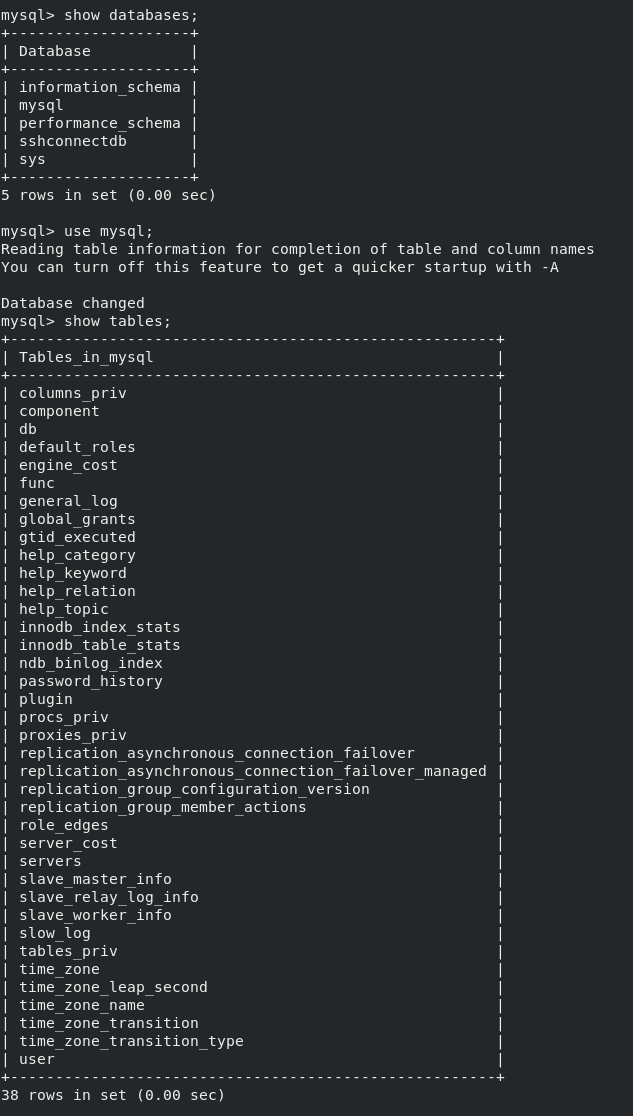 mysql> show databases;
+--------------------+
| Database           |
+--------------------+
| information_schema |
| mysql              |
| performance_schema |
| sshconnectdb       |
| sys                |
+--------------------+
5 rows in set (0.00 sec)

mysql> use mysql;
Reading table information for completion of table and column names
You can turn off this feature to get a quicker startup with -A

Database changed
mysql> show tables;
+------------------------------------------------------+
| Tables_in_mysql                                      |
+------------------------------------------------------+
| columns_priv                                         |
| component                                            |
| db                                                   |
| default_roles                                        |
| engine_cost                                          |
| func                                                 |
| general_log                                          |
| global_grants                                        |
| gtid_executed                                        |
| help_category                                        |
| help_keyword                                         |
| help_relation                                        |
| help_topic                                           |
| innodb_index_stats                                   |
| innodb_table_stats                                   |
| ndb_binlog_index                                     |
| password_history                                     |
| plugin                                               |
| procs_priv                                           |
| proxies_priv                                         |
| replication_asynchronous_connection_failover         |
| replication_asynchronous_connection_failover_managed |
| replication_group_configuration_version              |
| replication_group_member_actions                     |
| role_edges                                           |
| server_cost                                          |
| servers                                              |
| slave_master_info                                    |
| slave_relay_log_info                                 |
| slave_worker_info                                    |
| slow_log                                             |
| tables_priv                                          |
| time_zone                                            |
| time_zone_leap_second                                |
| time_zone_name                                       |
| time_zone_transition                                 |
| time_zone_transition_type                            |
| user                                                 |
+------------------------------------------------------+
38 rows in set (0.00 sec)